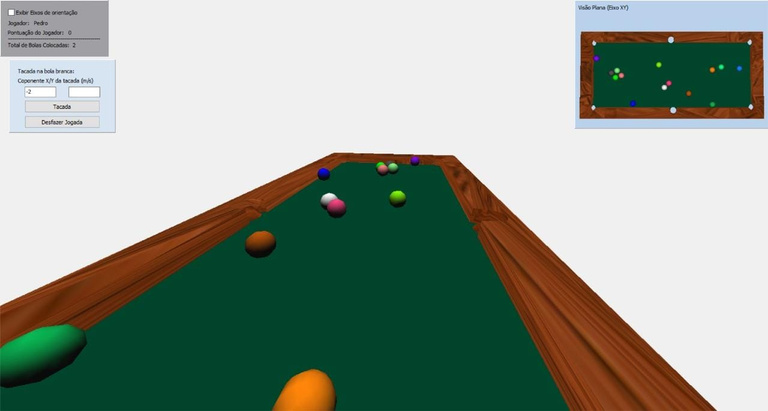 Exibir Eixos de orientação
Jogador: Pedro
Pontuação do Jogador: 0
Total de Bolas Colocadas: 2
Tacada na bola branca:
Coponente X/Y da tacada (m/s)
-2
Tacada
Desfazer Jogada
Visão Plana (Eixo XY)